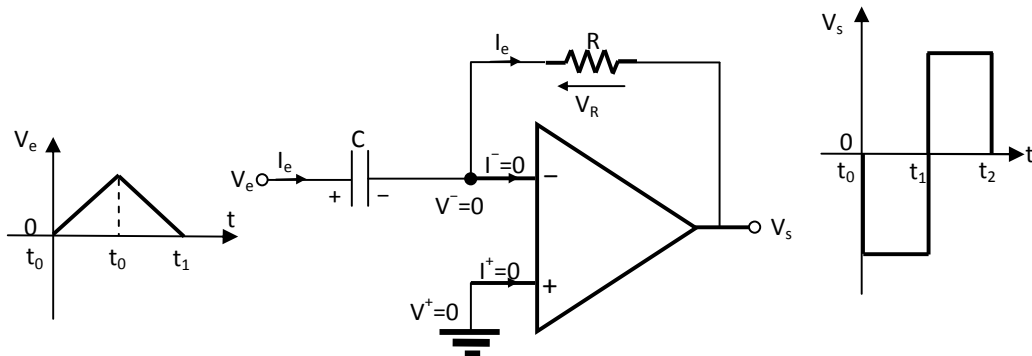 V_e
0
t_0
t_0
t_1
t
V_e
I_e
C
+
−
I_e
R
V_R
I⁻=0
V⁻=0
−
I⁺=0
+
V⁺=0
V_s
V_s
0
t_0
t_1
t_2
t